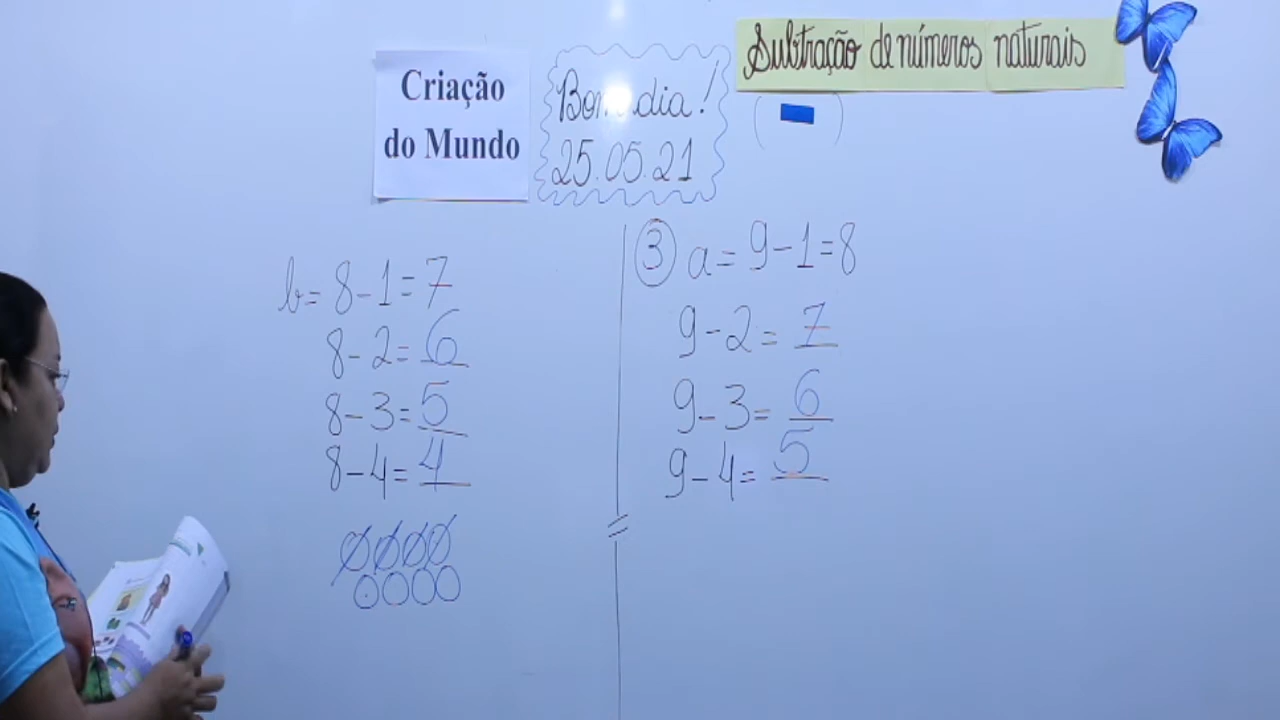 Subtração de números naturais
(-)
Criação
do Mundo
Bom dia!
25.05.21
b= 8-1=7
8-2=6
8-3=5
8-4=4
3 a= 9-1=8
9-2=7
9-3=6
9-4=5